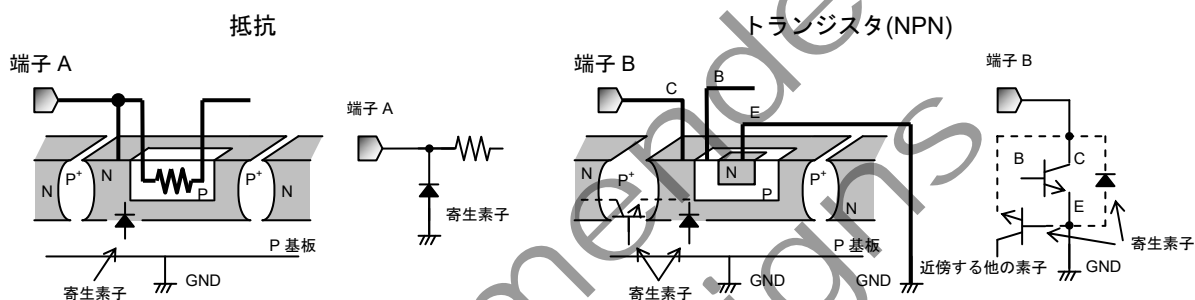 抵抗
トランジスタ(NPN)
端子 A
端子 A
N
P+
N
P
P+
N
寄生素子
P 基板
GND
寄生素子
端子 B
C
B
E
N
P+
N
N
P
P+
N
P 基板
GND
GND
寄生素子
端子 B
B
C
E
近傍する他の素子
GND
寄生素子